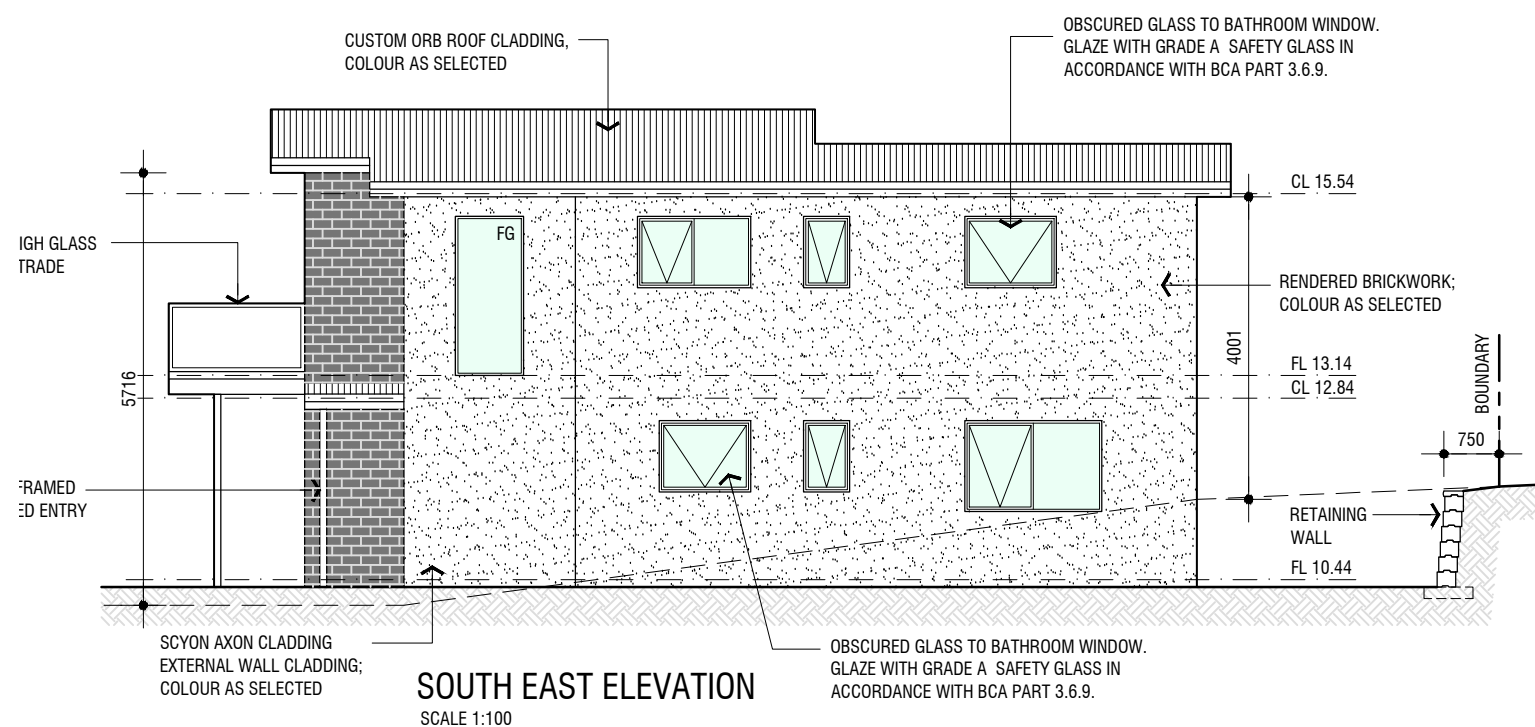 CUSTOM ORB ROOF CLADDING,
COLOUR AS SELECTED
OBSCURED GLASS TO BATHROOM WINDOW.
GLAZE WITH GRADE A SAFETY GLASS IN
ACCORDANCE WITH BCA PART 3.6.9.
CL 15.54
IGH GLASS
TRADE
FG
RENDERED BRICKWORK;
COLOUR AS SELECTED
4001
5716
FL 13.14
CL 12.84
BOUNDARY
750
FRAMED
ED ENTRY
RETAINING
WALL
FL 10.44
SCYON AXON CLADDING
EXTERNAL WALL CLADDING;
COLOUR AS SELECTED
OBSCURED GLASS TO BATHROOM WINDOW.
GLAZE WITH GRADE A SAFETY GLASS IN
ACCORDANCE WITH BCA PART 3.6.9.
SOUTH EAST ELEVATION
SCALE 1:100